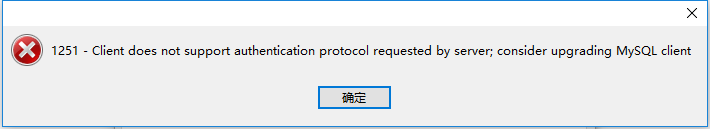 1251 - Client does not support authentication protocol requested by server; consider upgrading MySQL client
确定